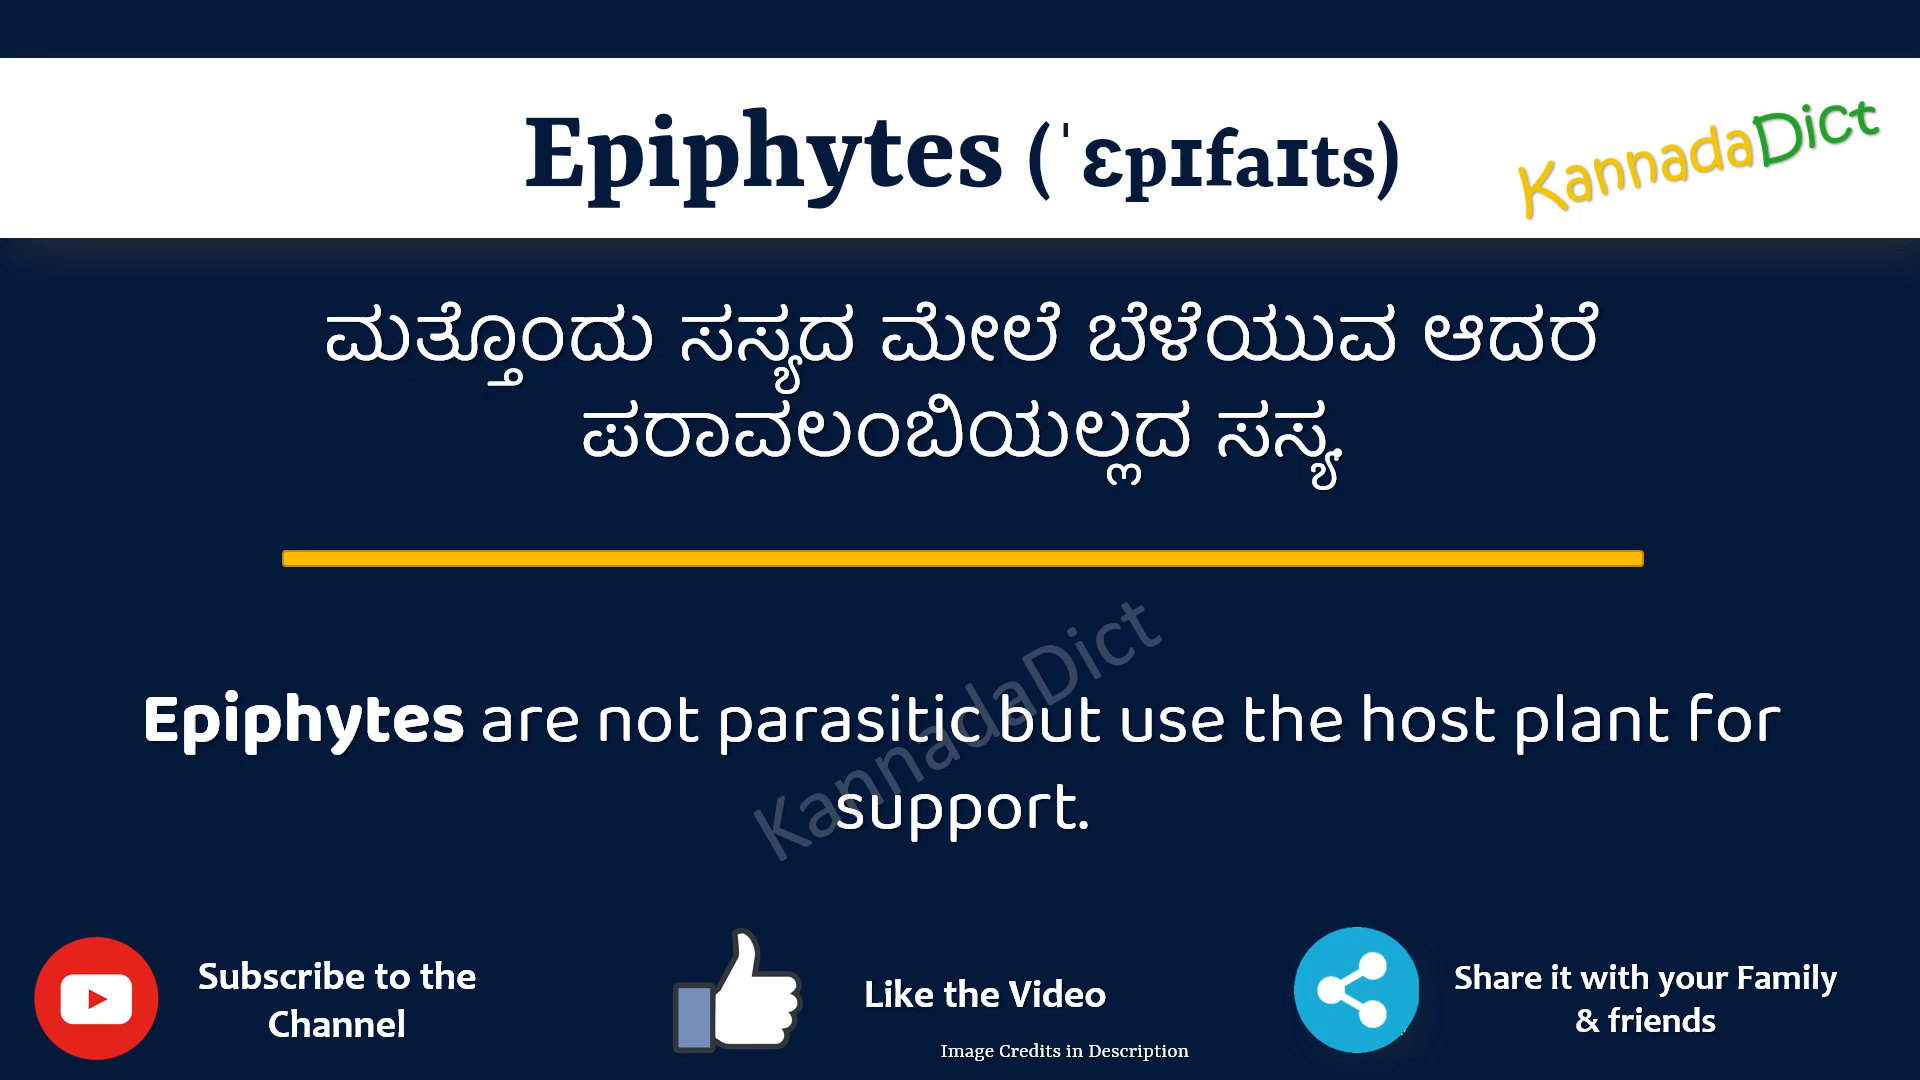 Epiphytes (ˈɛpɪfaɪts)
KannadaDict
ಮತ್ತೊಂದು ಸಸ್ಯದ ಮೇಲೆ ಬೆಳೆಯುವ ಆದರೆ
ಪರಾವಲಂಬಿಯಲ್ಲದ ಸಸ್ಯ.
KannadaDict
Epiphytes are not parasitic but use the host plant for
support.
Subscribe to the
Channel
Like the Video
Share it with your Family
& friends
Image Credits in Description